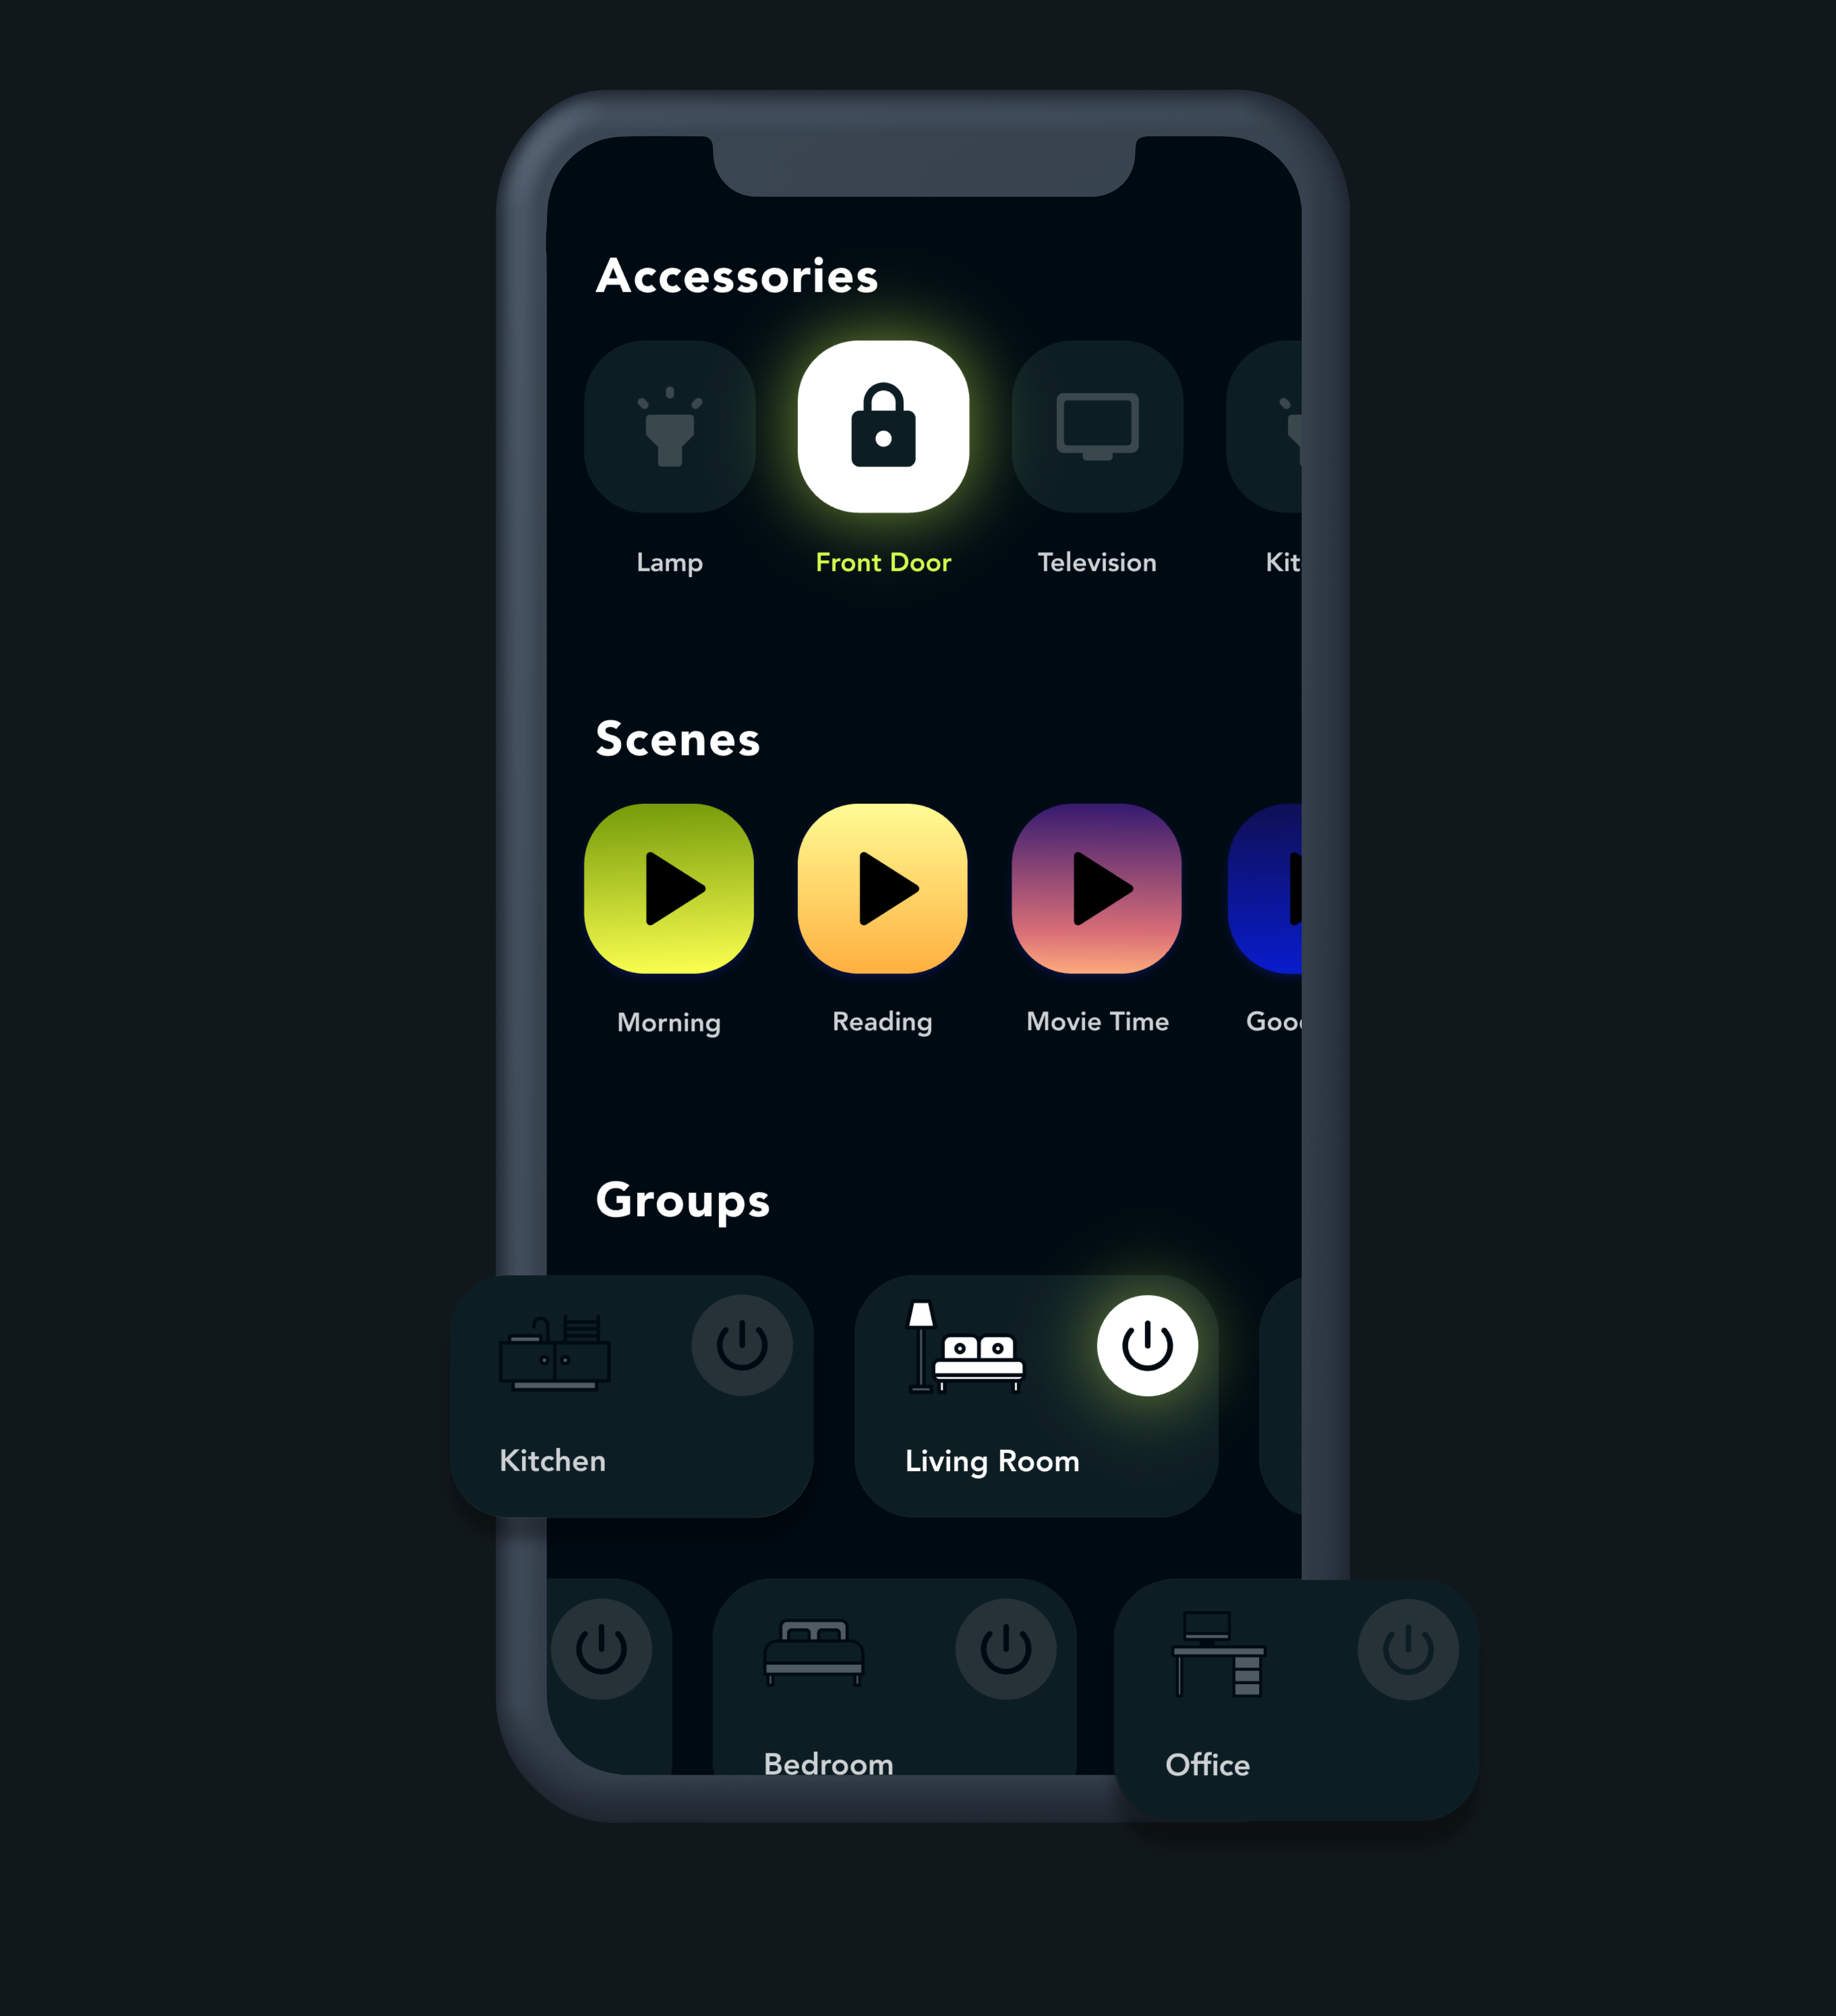 Accessories
Lamp
Front Door
Television
Kit
Scenes
Morning
Reading
Movie Time
Goo
Groups
Kitchen
Living Room
Bedroom
Office